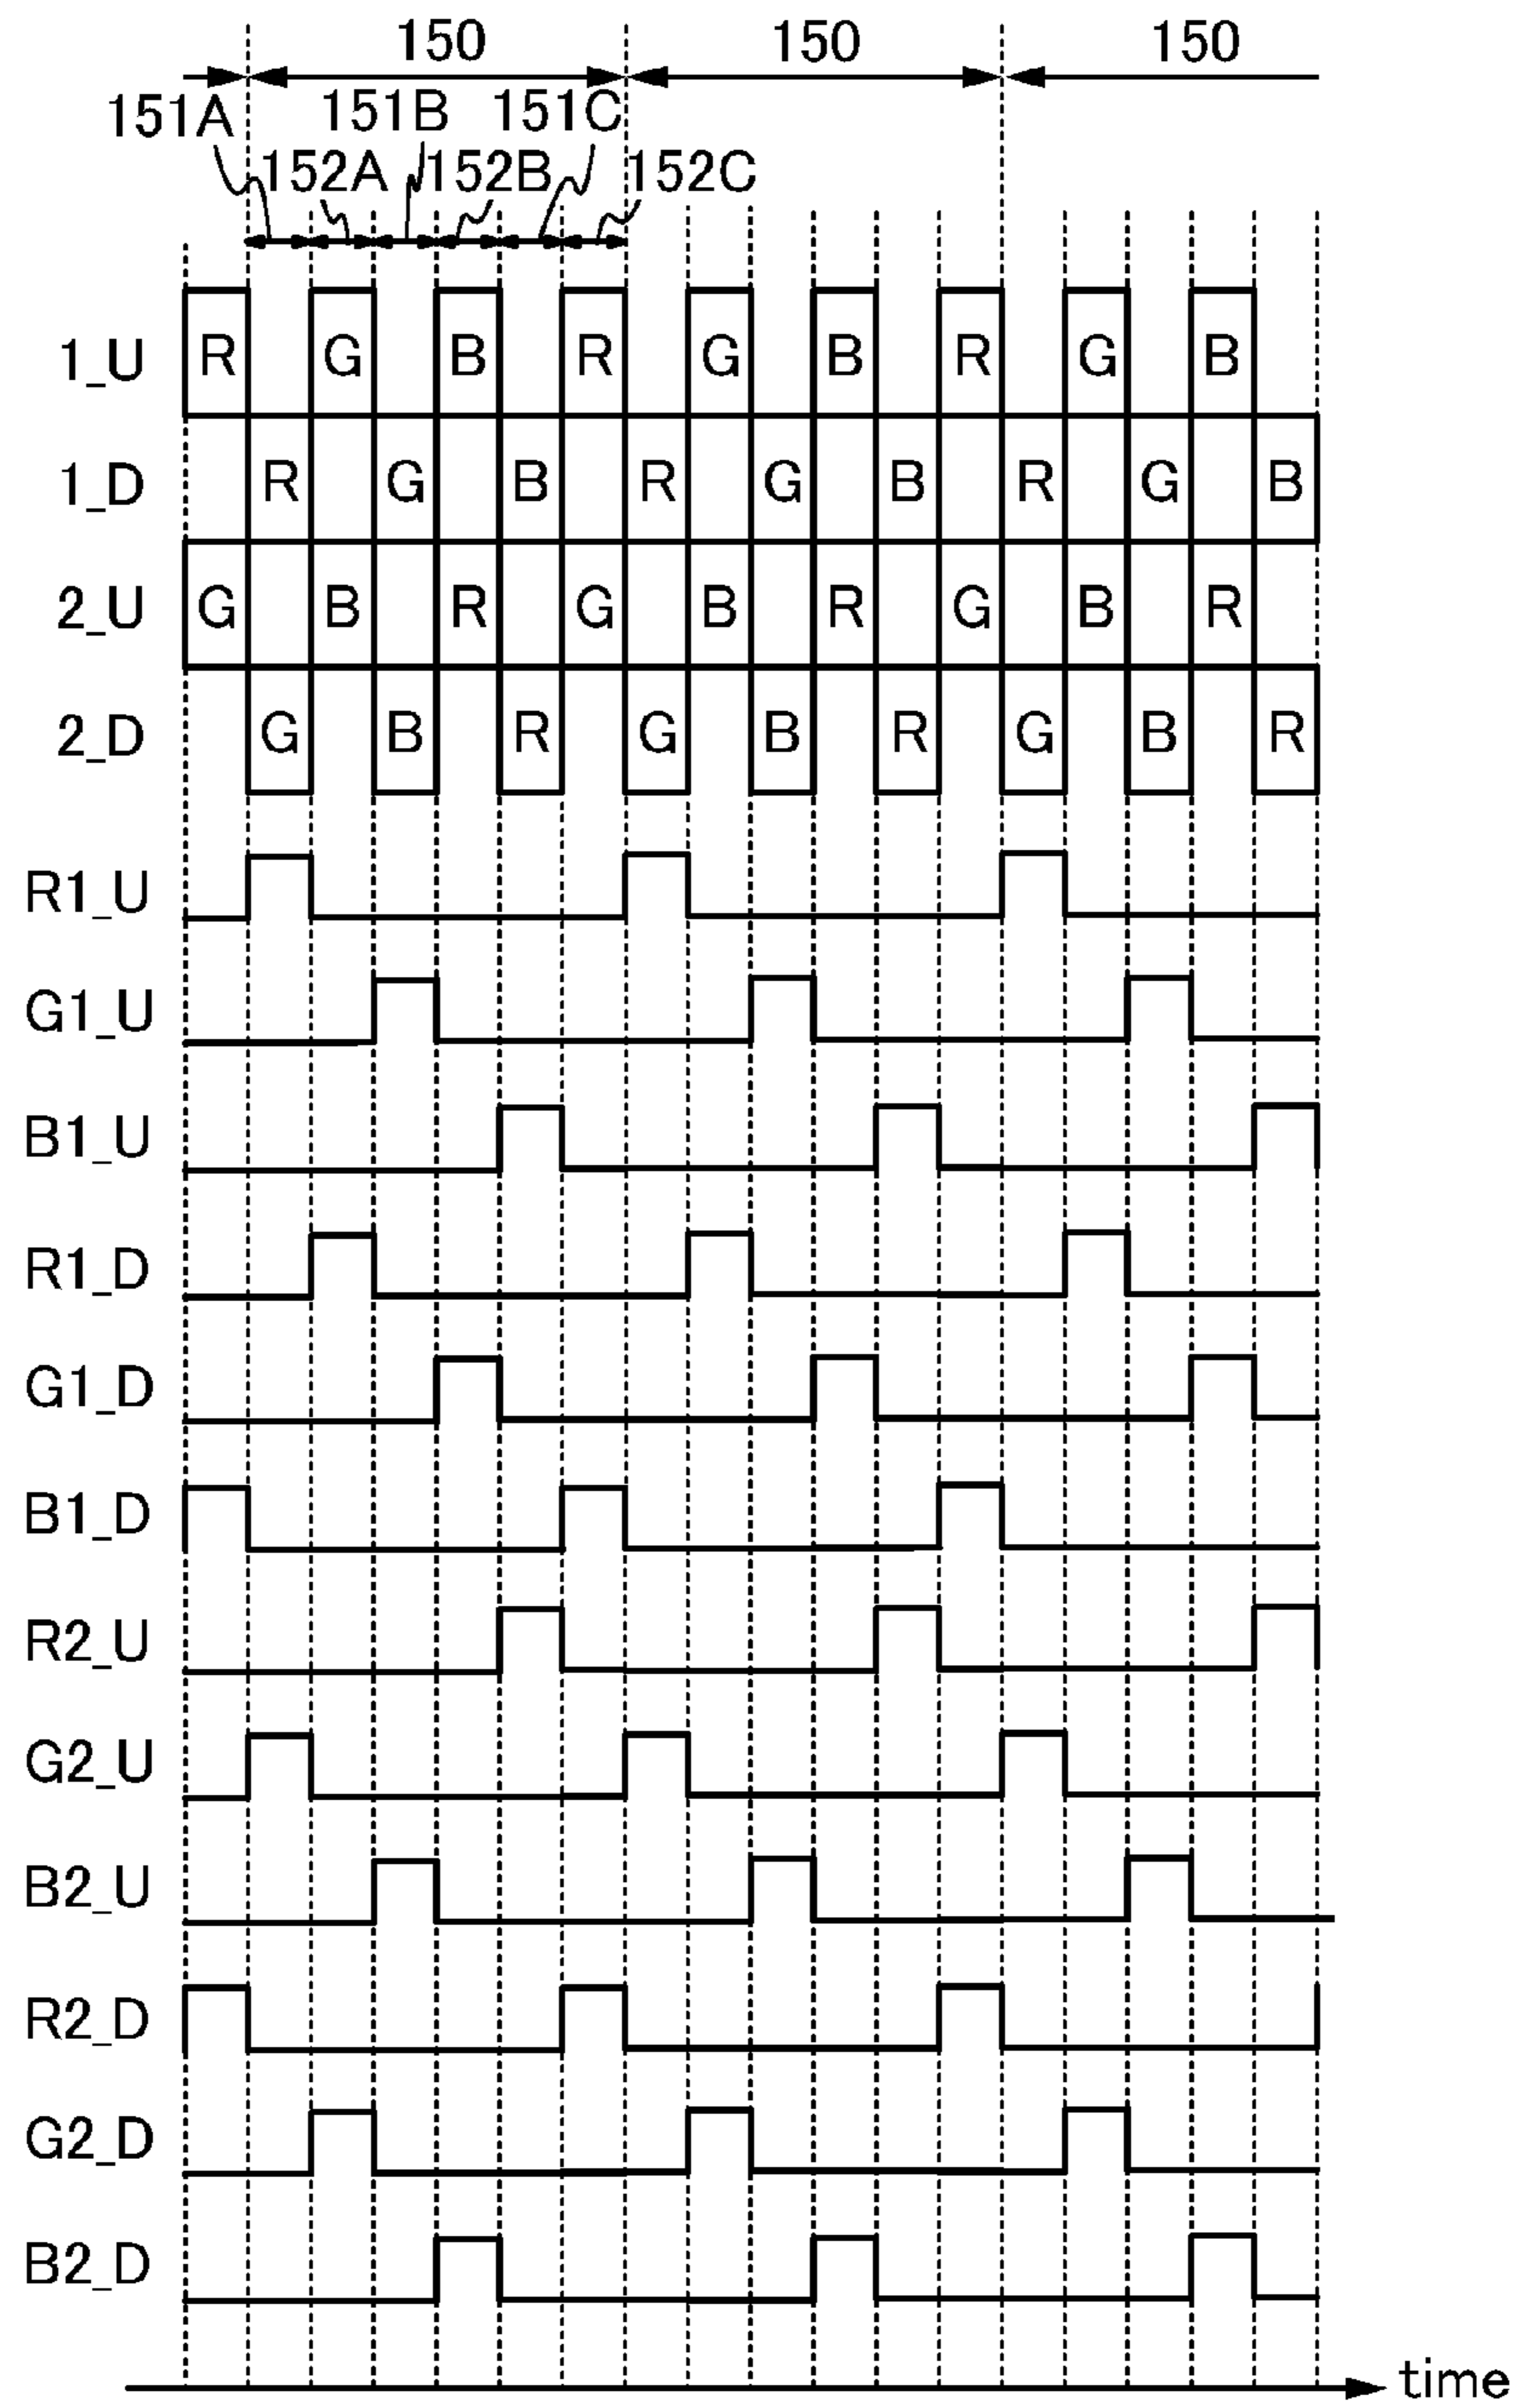 150 150 150
151A 151B 151C
152A 152B 152C
1_U R G B R G B R G B
1_D R G B R G B R G B
2_U G B R G B R G B R
2_D G B R G B R G B R
R1_U
G1_U
B1_U
R1_D
G1_D
B1_D
R2_U
G2_U
B2_U
R2_D
G2_D
B2_D
time